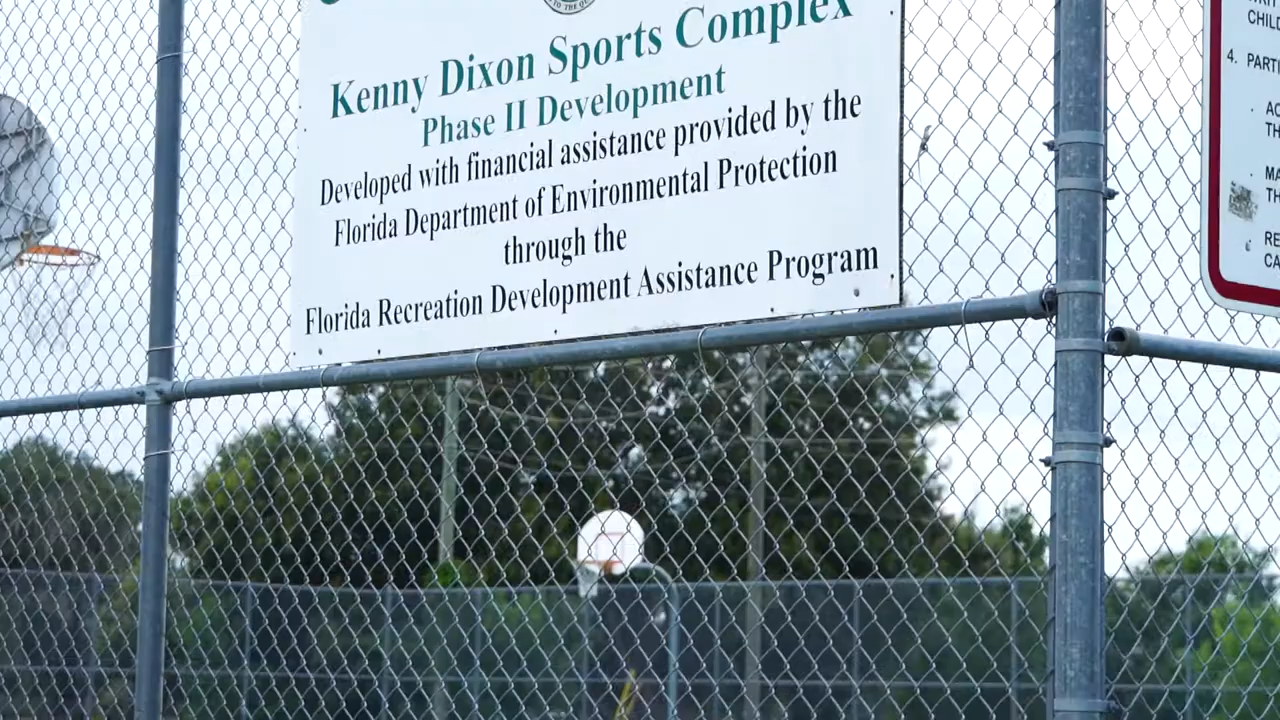 Kenny Dixon Sports Complex
Phase II Development
Developed with financial assistance provided by the
Florida Department of Environmental Protection
through the
Florida Recreation Development Assistance Program
4.